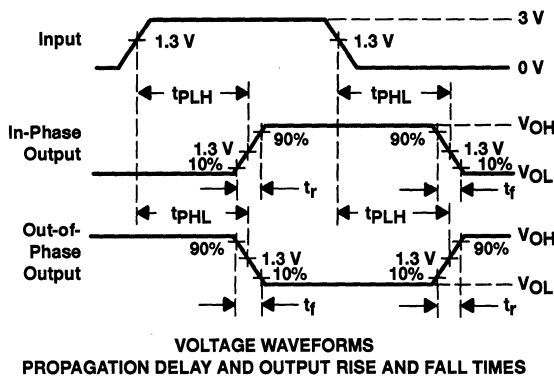 3 V
Input
1.3 V
1.3 V
0 V
tPLH
tPHL
In-Phase
Output
VOH
90%
90%
1.3 V
1.3 V
10%
10%
VOL
tr
tf
tPHL
tPLH
Out-of-
Phase
Output
VOH
90%
90%
1.3 V
1.3 V
10%
10%
VOL
tf
tr
VOLTAGE WAVEFORMS
PROPAGATION DELAY AND OUTPUT RISE AND FALL TIMES